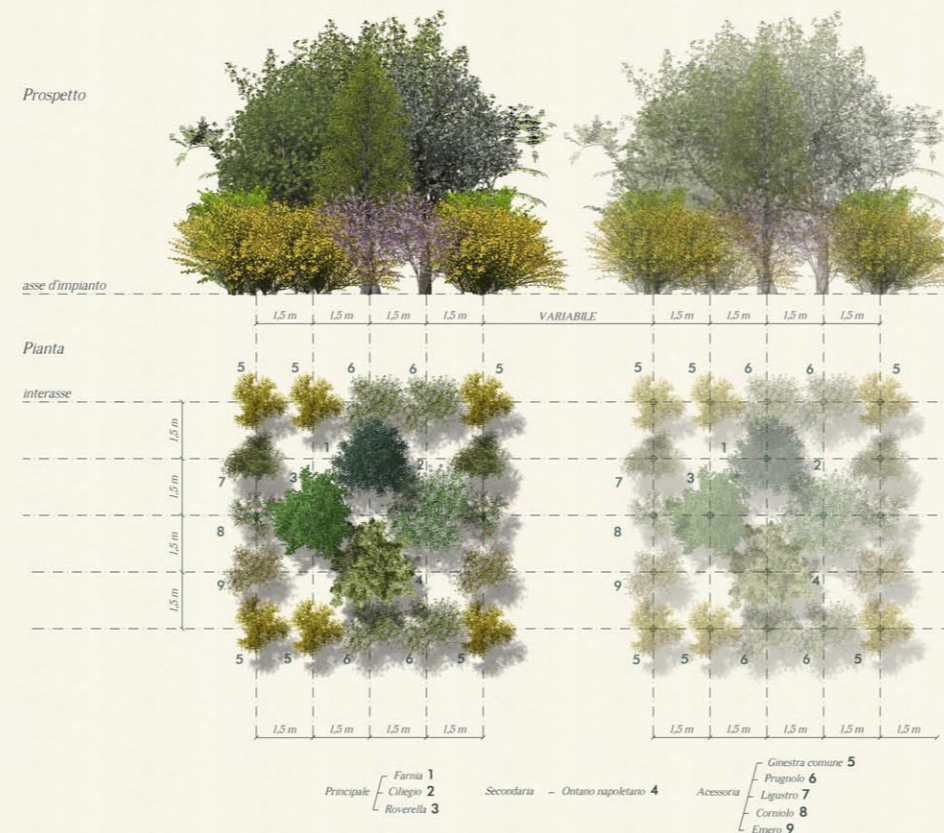 Prospetto
asse d'impianto
1,5 m 1,5 m 1,5 m 1,5 m VARIABILE 1,5 m 1,5 m 1,5 m 1,5 m
Pianta
5 5 6 6 5 5 5 6 6 5
interasse
1,5 m
1 1
1,5 m
3 2 3 2
7 7
1,5 m
8 8
1,5 m
9 4 9 4
5 5 6 6 5 5 5 6 6 5
1,5 m 1,5 m 1,5 m 1,5 m 1,5 m 1,5 m 1,5 m 1,5 m 1,5 m
Principale
Farnia 1
Ciliegio 2
Roverella 3
Secondaria – Ontano napoletano 4
Acessoria
Ginestra comune 5
Prugnolo 6
Ligustro 7
Corniolo 8
Emero 9